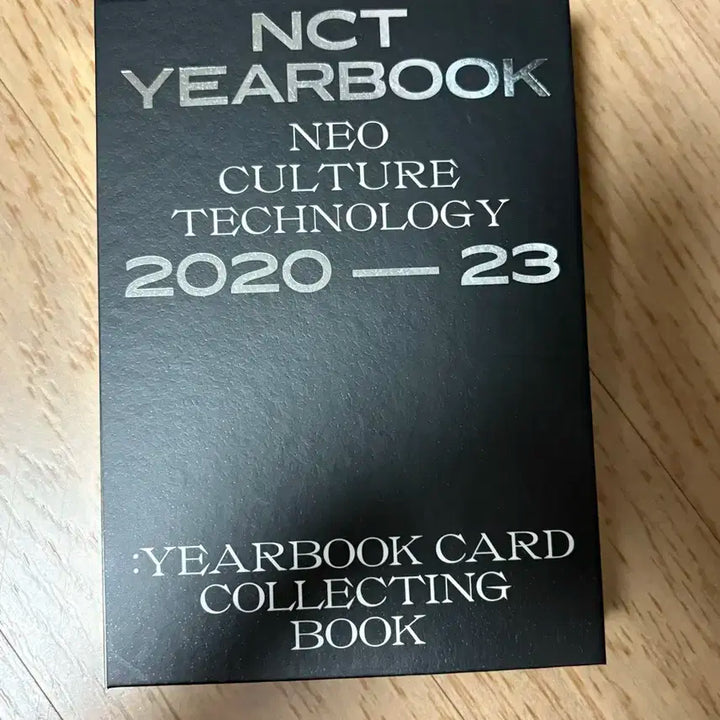 NCT
YEARBOOK
NEO
CULTURE
TECHNOLOGY
2020 — 23
:YEARBOOK CARD
COLLECTING
BOOK